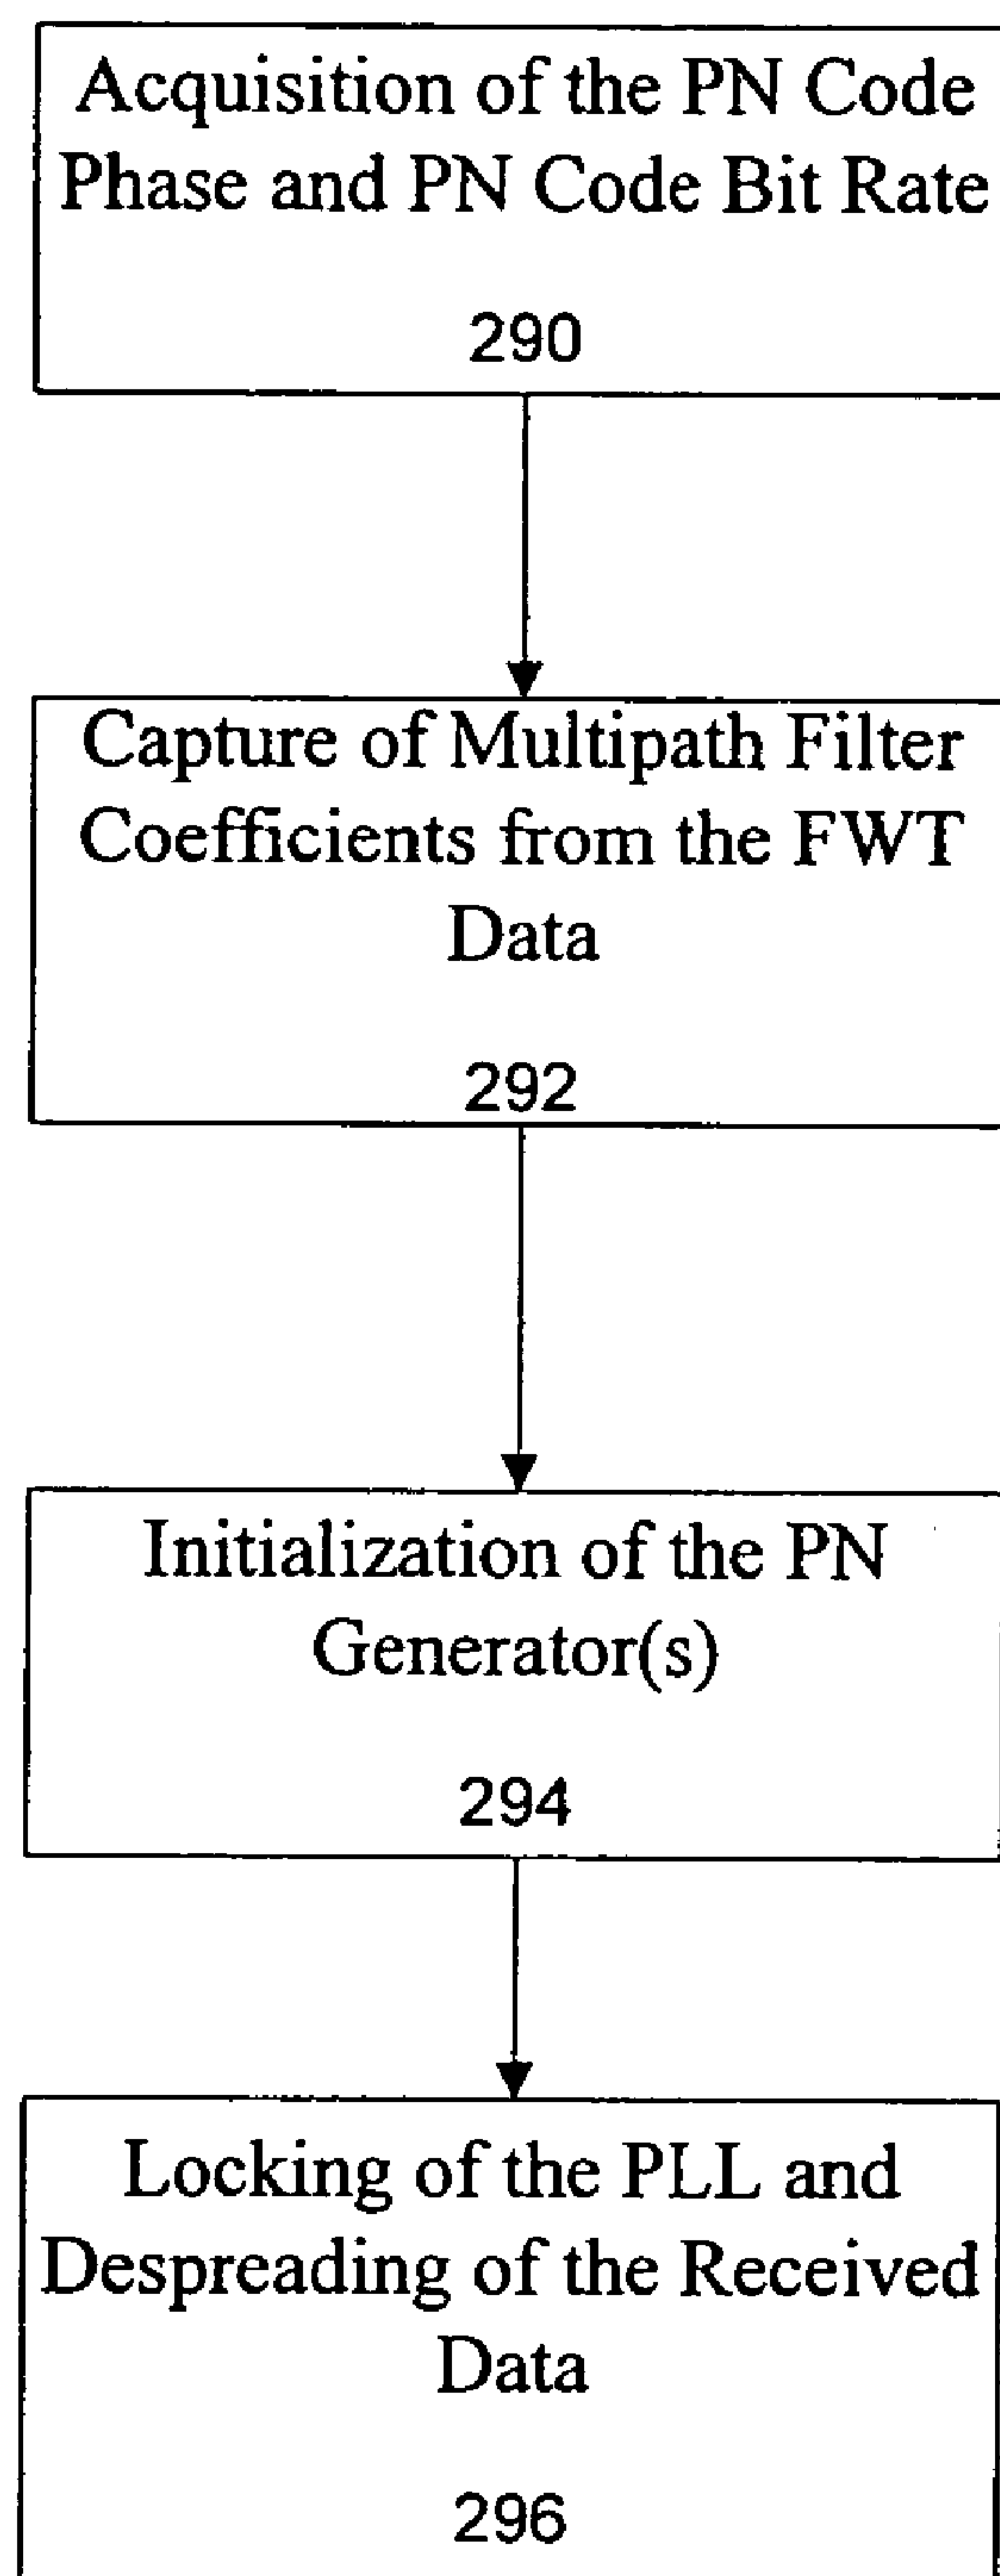 Acquisition of the PN Code
Phase and PN Code Bit Rate
290
Capture of Multipath Filter
Coefficients from the FWT
Data
292
Initialization of the PN
Generator(s)
294
Locking of the PLL and
Despreading of the Received
Data
296